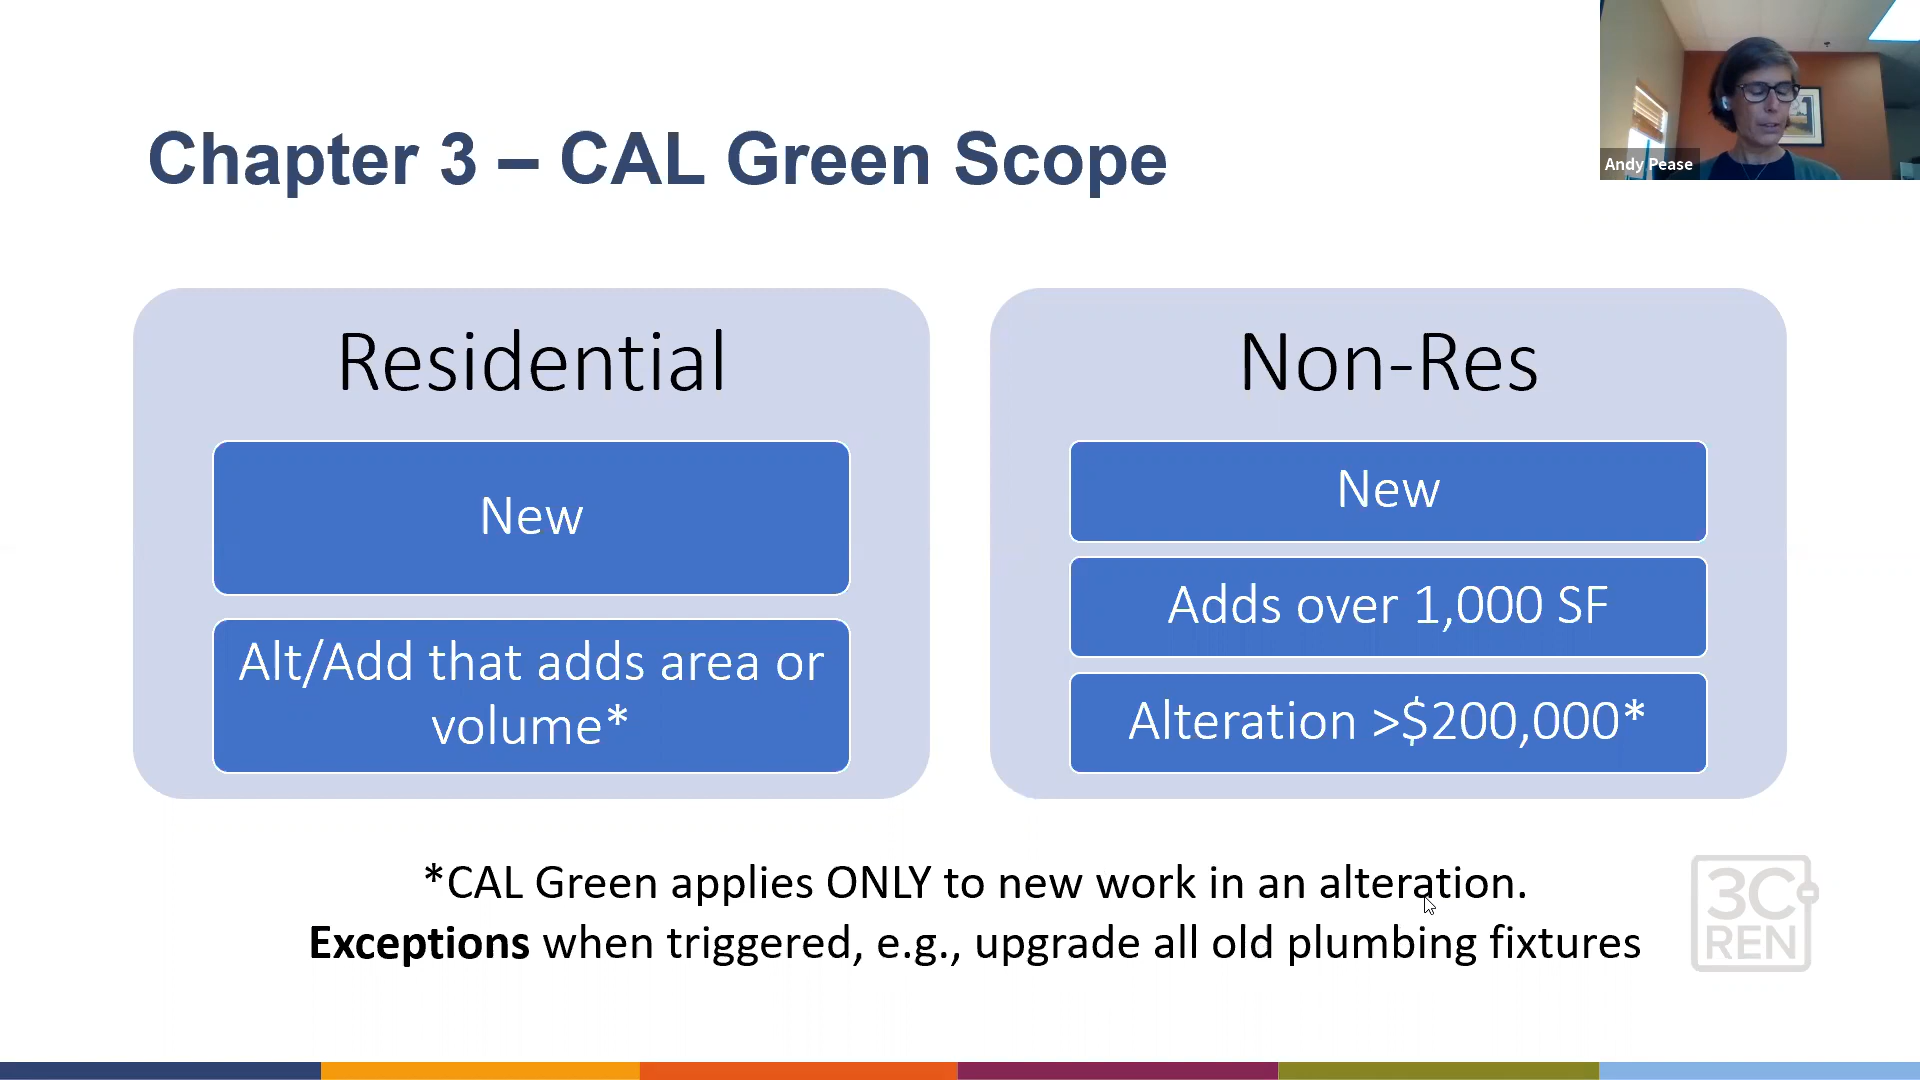 Chapter 3 – CAL Green Scope
Andy Pease
Residential
New
Alt/Add that adds area or
volume*
Non-Res
New
Adds over 1,000 SF
Alteration >$200,000*
*CAL Green applies ONLY to new work in an alteration.
Exceptions when triggered, e.g., upgrade all old plumbing fixtures
3C-
REN